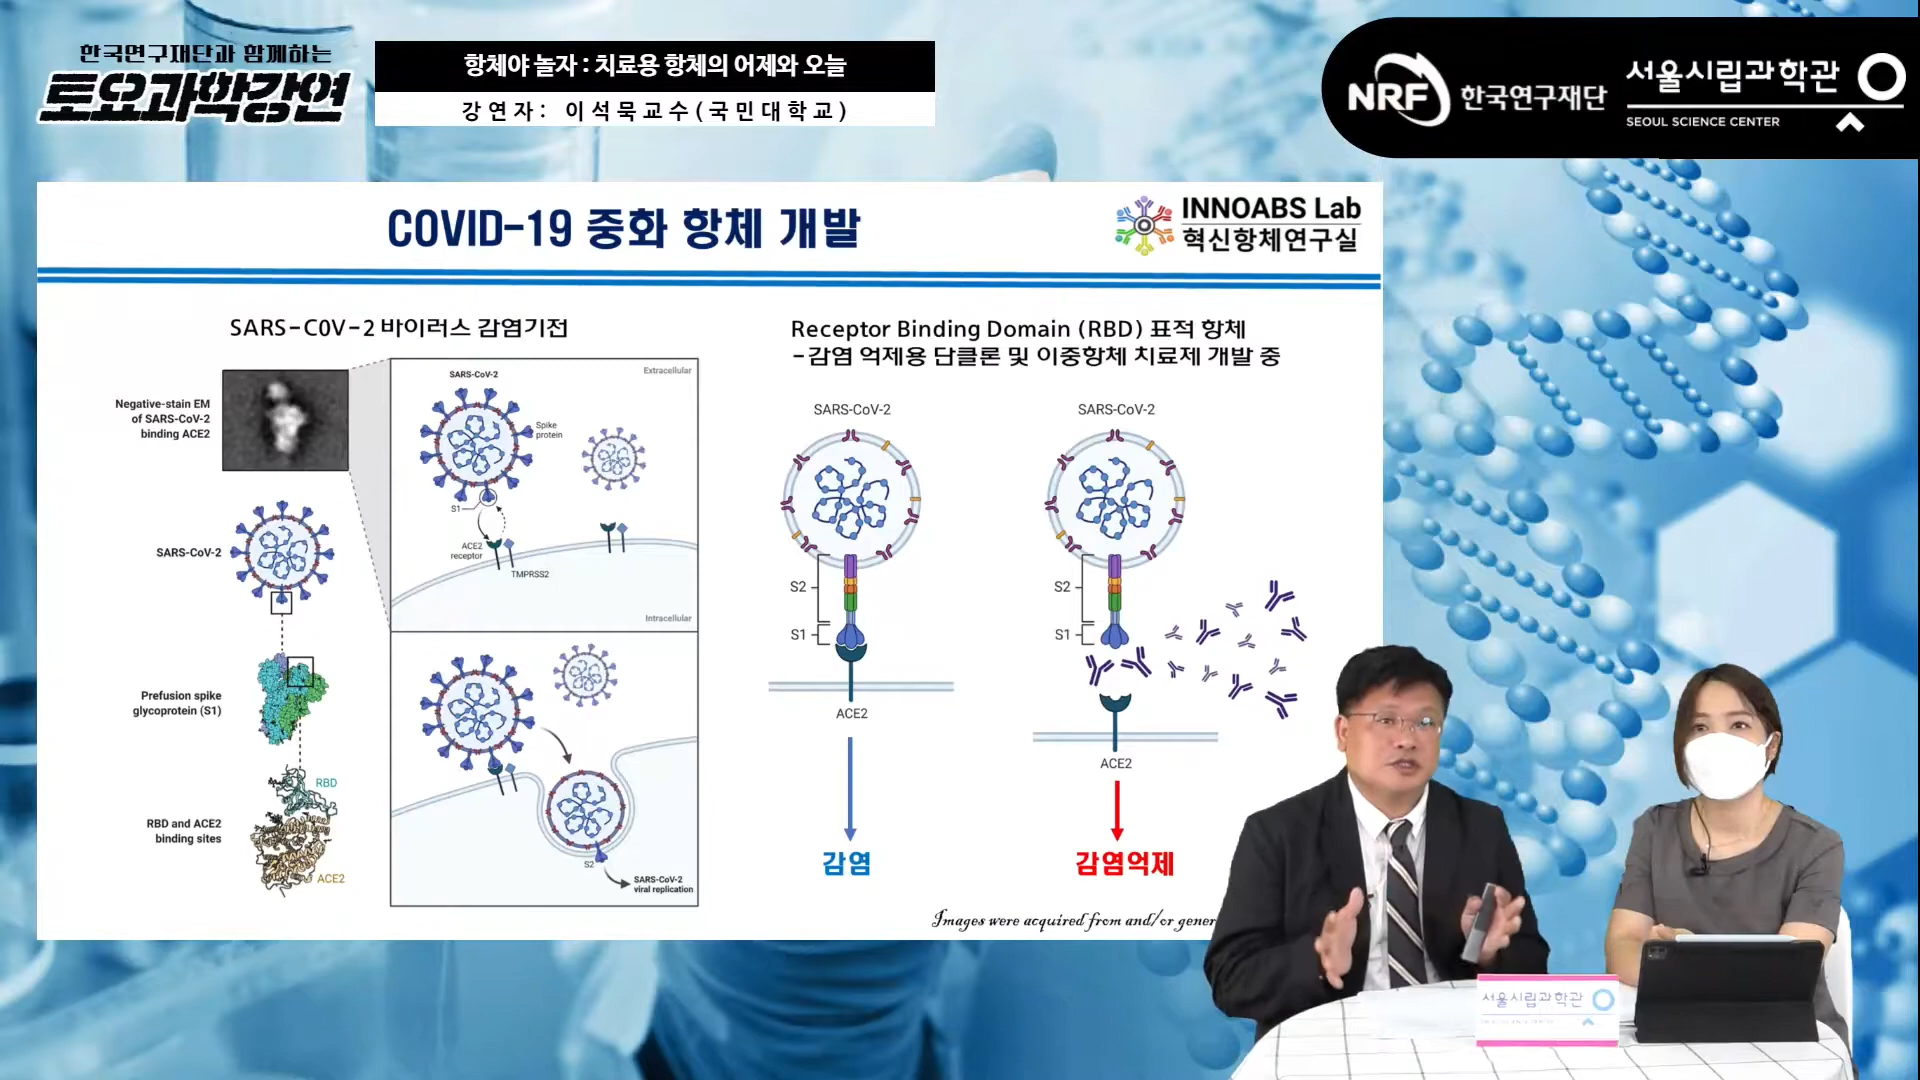 한국연구재단과 함께하는
토요과학강연
항체야 놀자 : 치료용 항체의 어제와 오늘
강연자: 이석묵교수(국민대학교)
NRF 한국연구재단
서울시립과학관
SEOUL SCIENCE CENTER
COVID-19 중화 항체 개발
INNOABS Lab
혁신항체연구실
SARS-C0V-2 바이러스 감염기전
Negative-stain EM
of SARS-CoV-2
binding ACE2
SARS-CoV-2
Prefusion spike
glycoprotein (S1)
RBD and ACE2
binding sites
RBD
ACE2
SARS-CoV-2
Extracellular
Spike
protein
S1
ACE2
receptor
TMPRSS2
Intracellular
S2
SARS-CoV-2
viral replication
Receptor Binding Domain (RBD) 표적 항체
-감염 억제용 단클론 및 이중항체 치료제 개발 중
SARS-CoV-2
S2
S1
ACE2
감염
SARS-CoV-2
S2
S1
ACE2
감염억제
Images were acquired from and/or gener
서울시립과학관